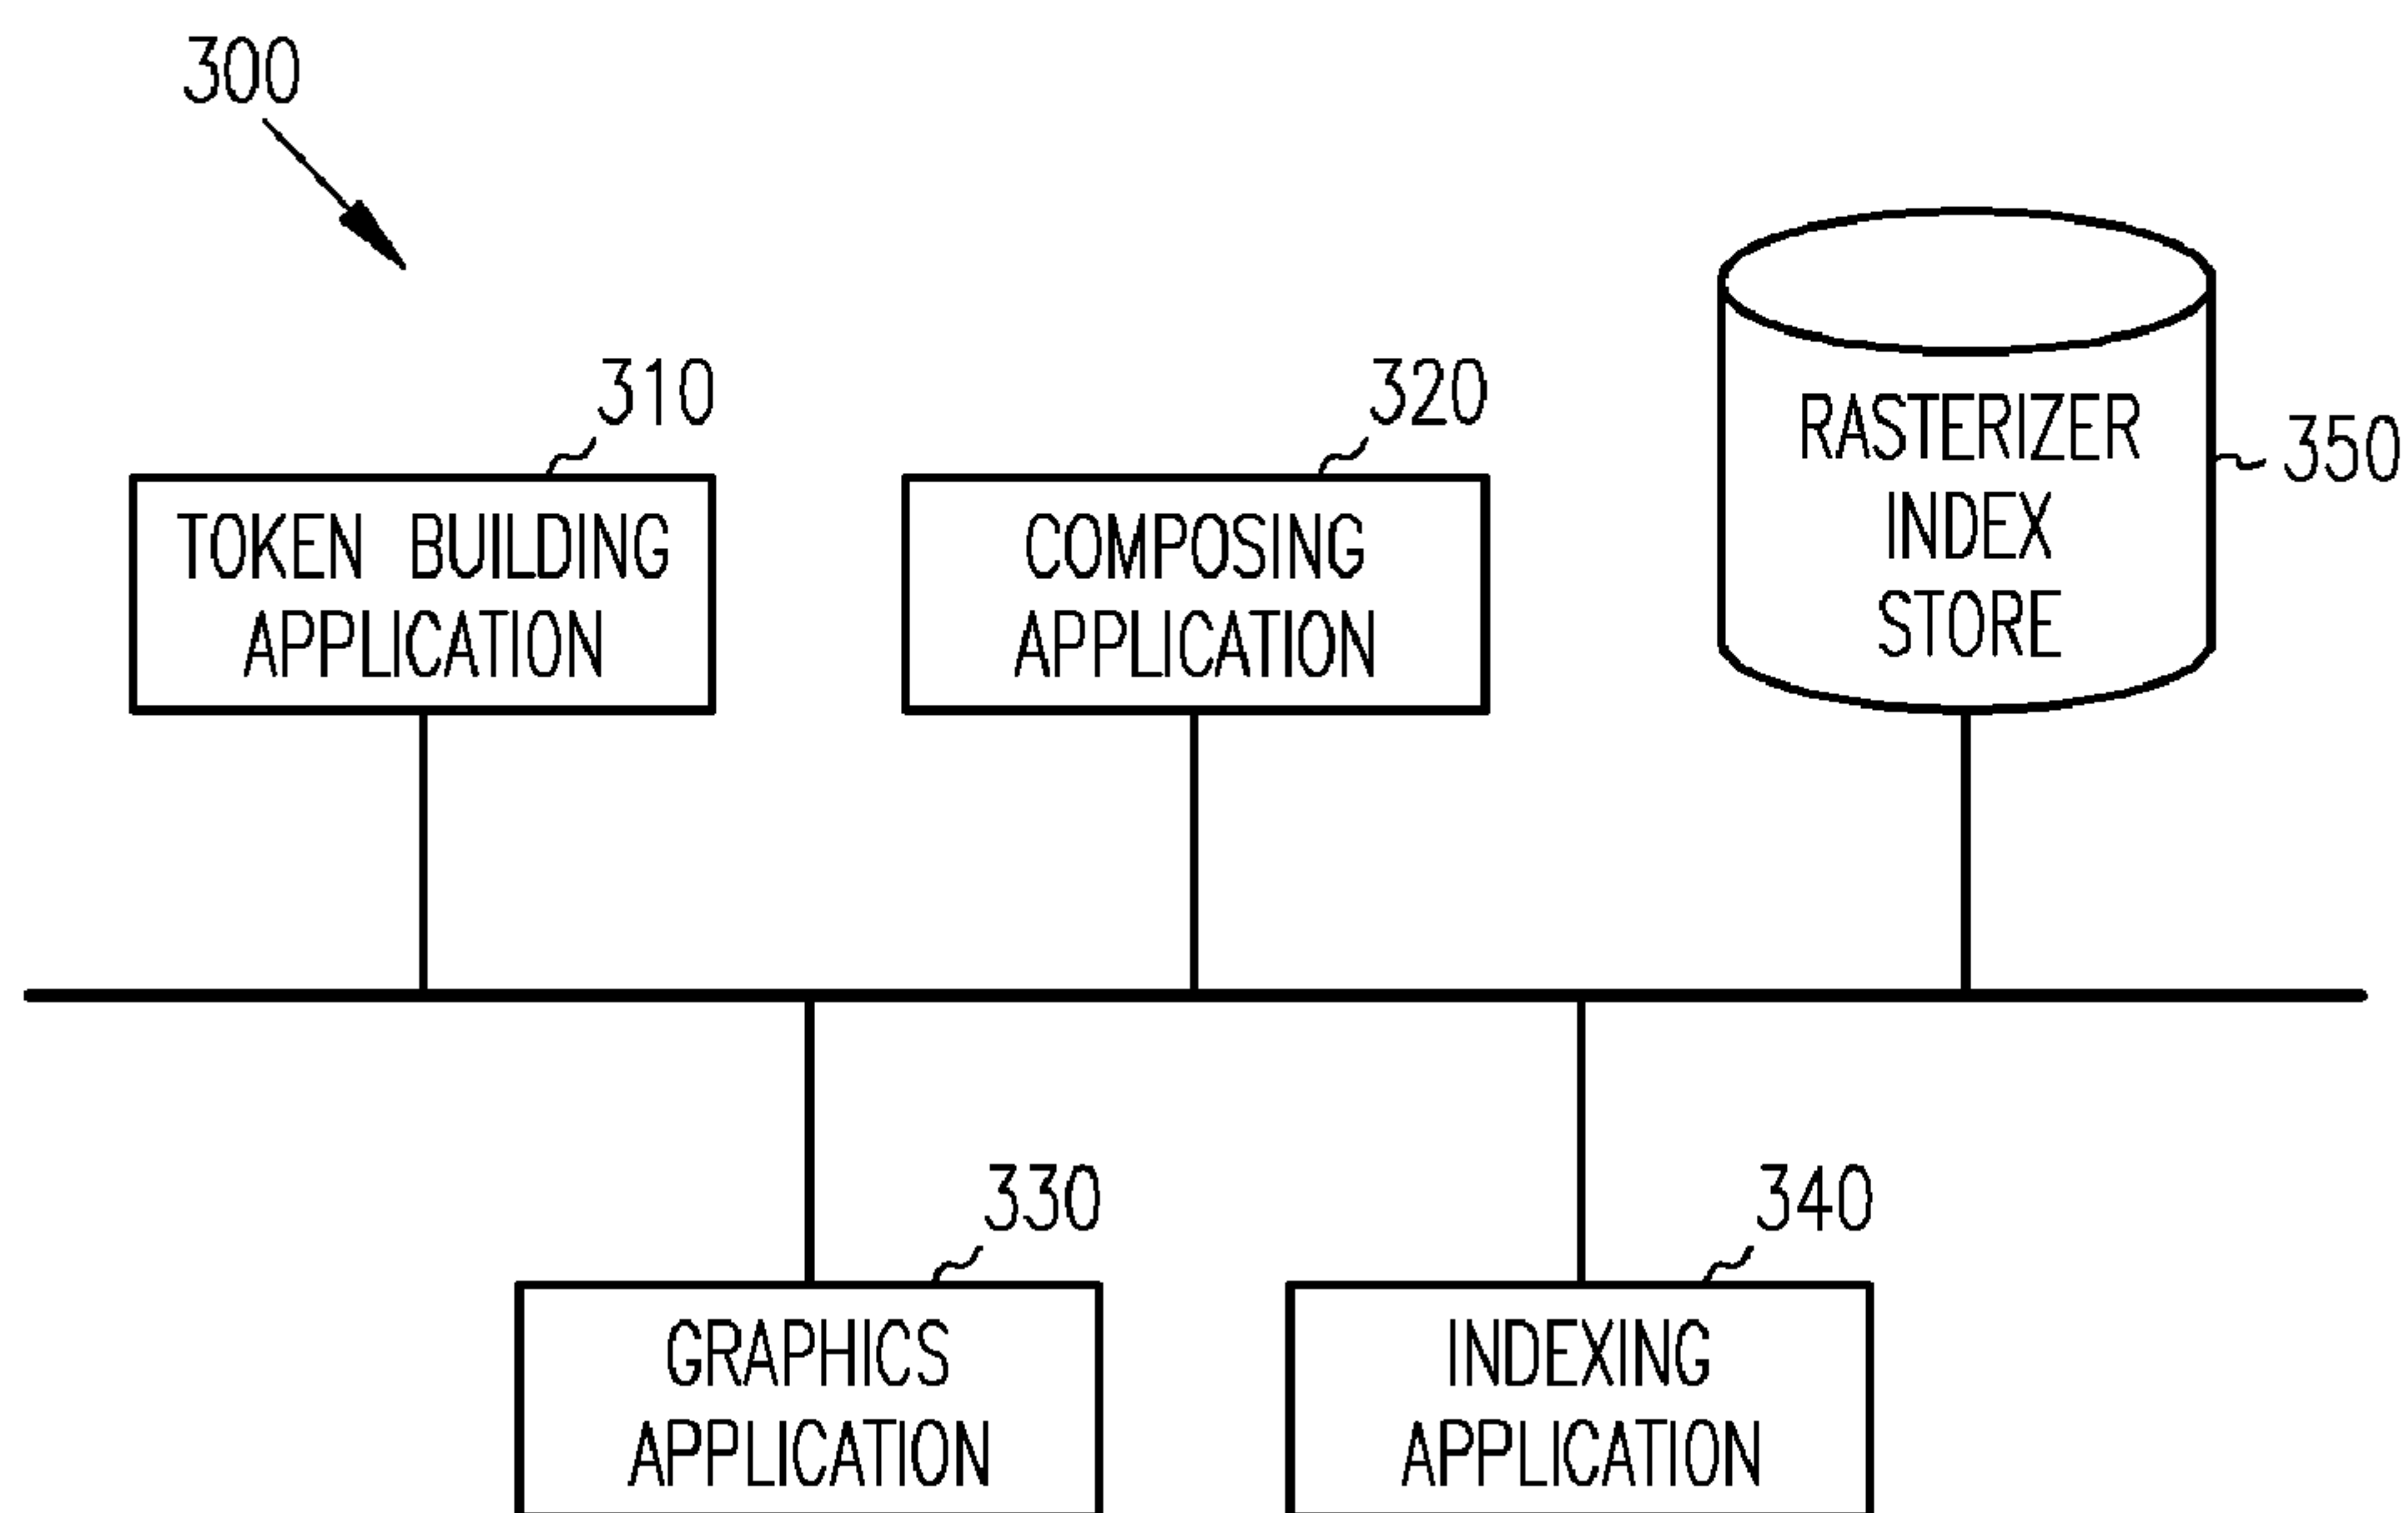 300
310
TOKEN BUILDING
APPLICATION
320
COMPOSING
APPLICATION
RASTERIZER
INDEX
STORE
350
330
GRAPHICS
APPLICATION
340
INDEXING
APPLICATION